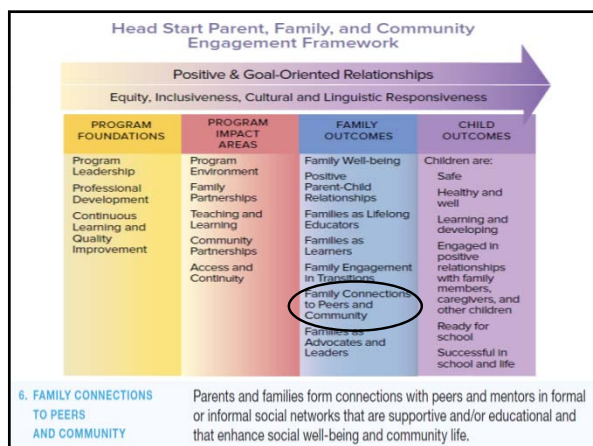 Head Start Parent, Family, and Community
Engagement Framework
Positive & Goal-Oriented Relationships
Equity, Inclusiveness, Cultural and Linguistic Responsiveness
PROGRAM
FOUNDATIONS
Program
Leadership
Professional
Development
Continuous
Learning and
Quality
Improvement
PROGRAM
IMPACT
AREAS
Program
Environment
Family
Partnerships
Teaching and
Learning
Community
Partnerships
Access and
Continuity
FAMILY
OUTCOMES
Family Well-being
Positive
Parent-Child
Relationships
Families as Lifelong
Educators
Families as
Learners
Family Engagement
in Transitions
Family Connections
to Peers and
Community
Families as
Advocates and
Leaders
CHILD
OUTCOMES
Children are:
Safe
Healthy and
well
Learning and
developing
Engaged in
positive
relationships
with family
members,
caregivers, and
other children
Ready for
school
Successful in
school and life
6. FAMILY CONNECTIONS
TO PEERS
AND COMMUNITY
Parents and families form connections with peers and mentors in formal
or informal social networks that are supportive and/or educational and
that enhance social well-being and community life.